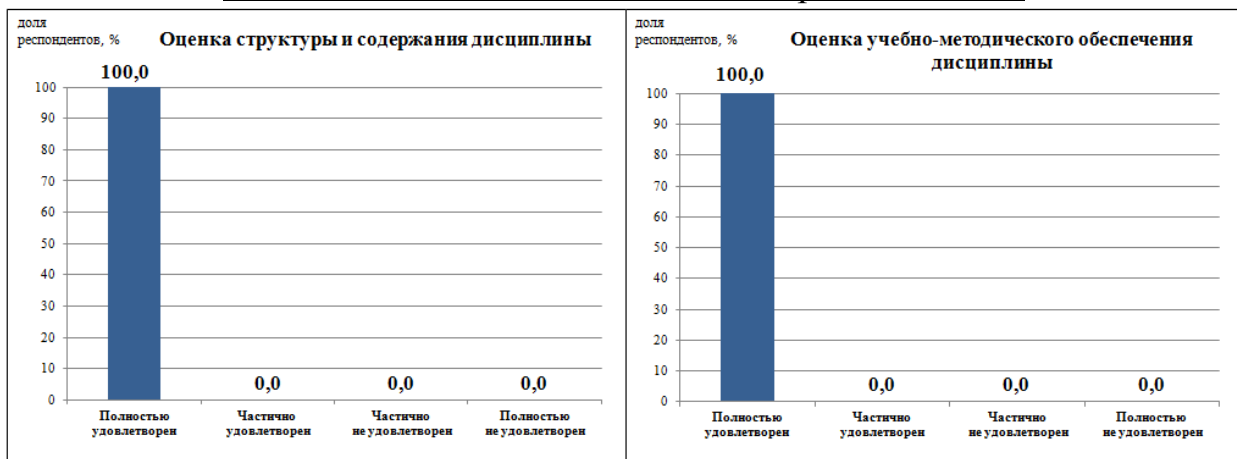 доля
респондентов, %
Оценка структуры и содержания дисциплины
100,0
100
90
80
70
60
50
40
30
20
10
0
0,0
0,0
0,0
Полностью
удовлетворен
Частично
удовлетворен
Частично
не удовлетворен
Полностью
не удовлетворен
доля
респондентов, %
Оценка учебно-методического обеспечения
дисциплины
100,0
100
90
80
70
60
50
40
30
20
10
0
0,0
0,0
0,0
Полностью
удовлетворен
Частично
удовлетворен
Частично
не удовлетворен
Полностью
не удовлетворен